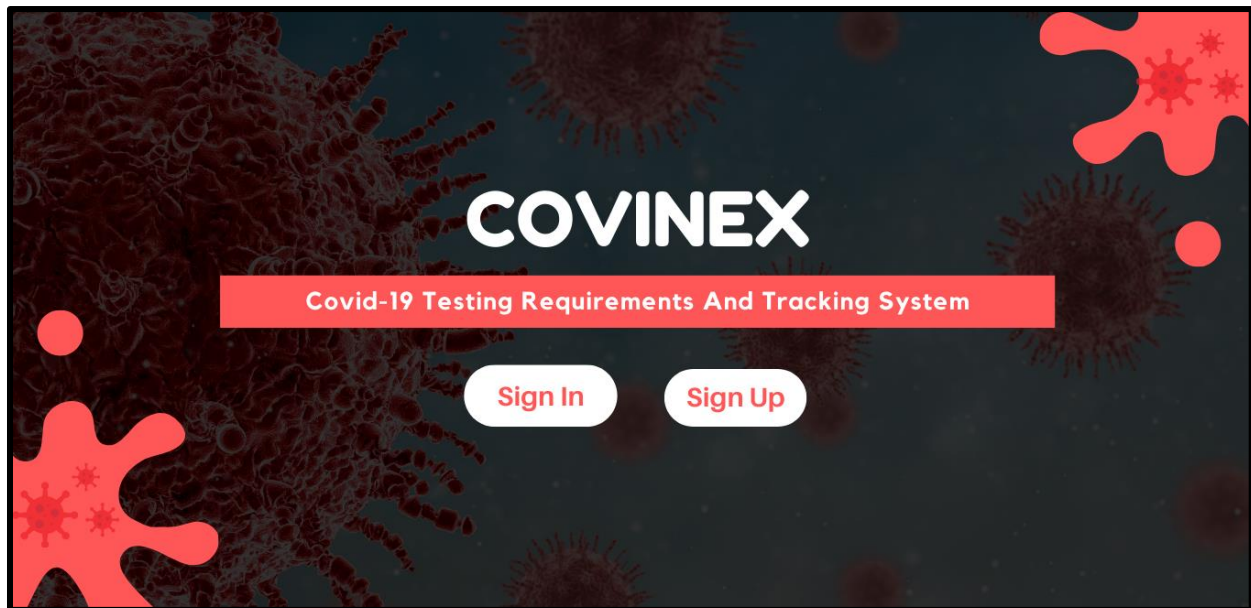 COVINEX
Covid-19 Testing Requirements And Tracking System
Sign In Sign Up